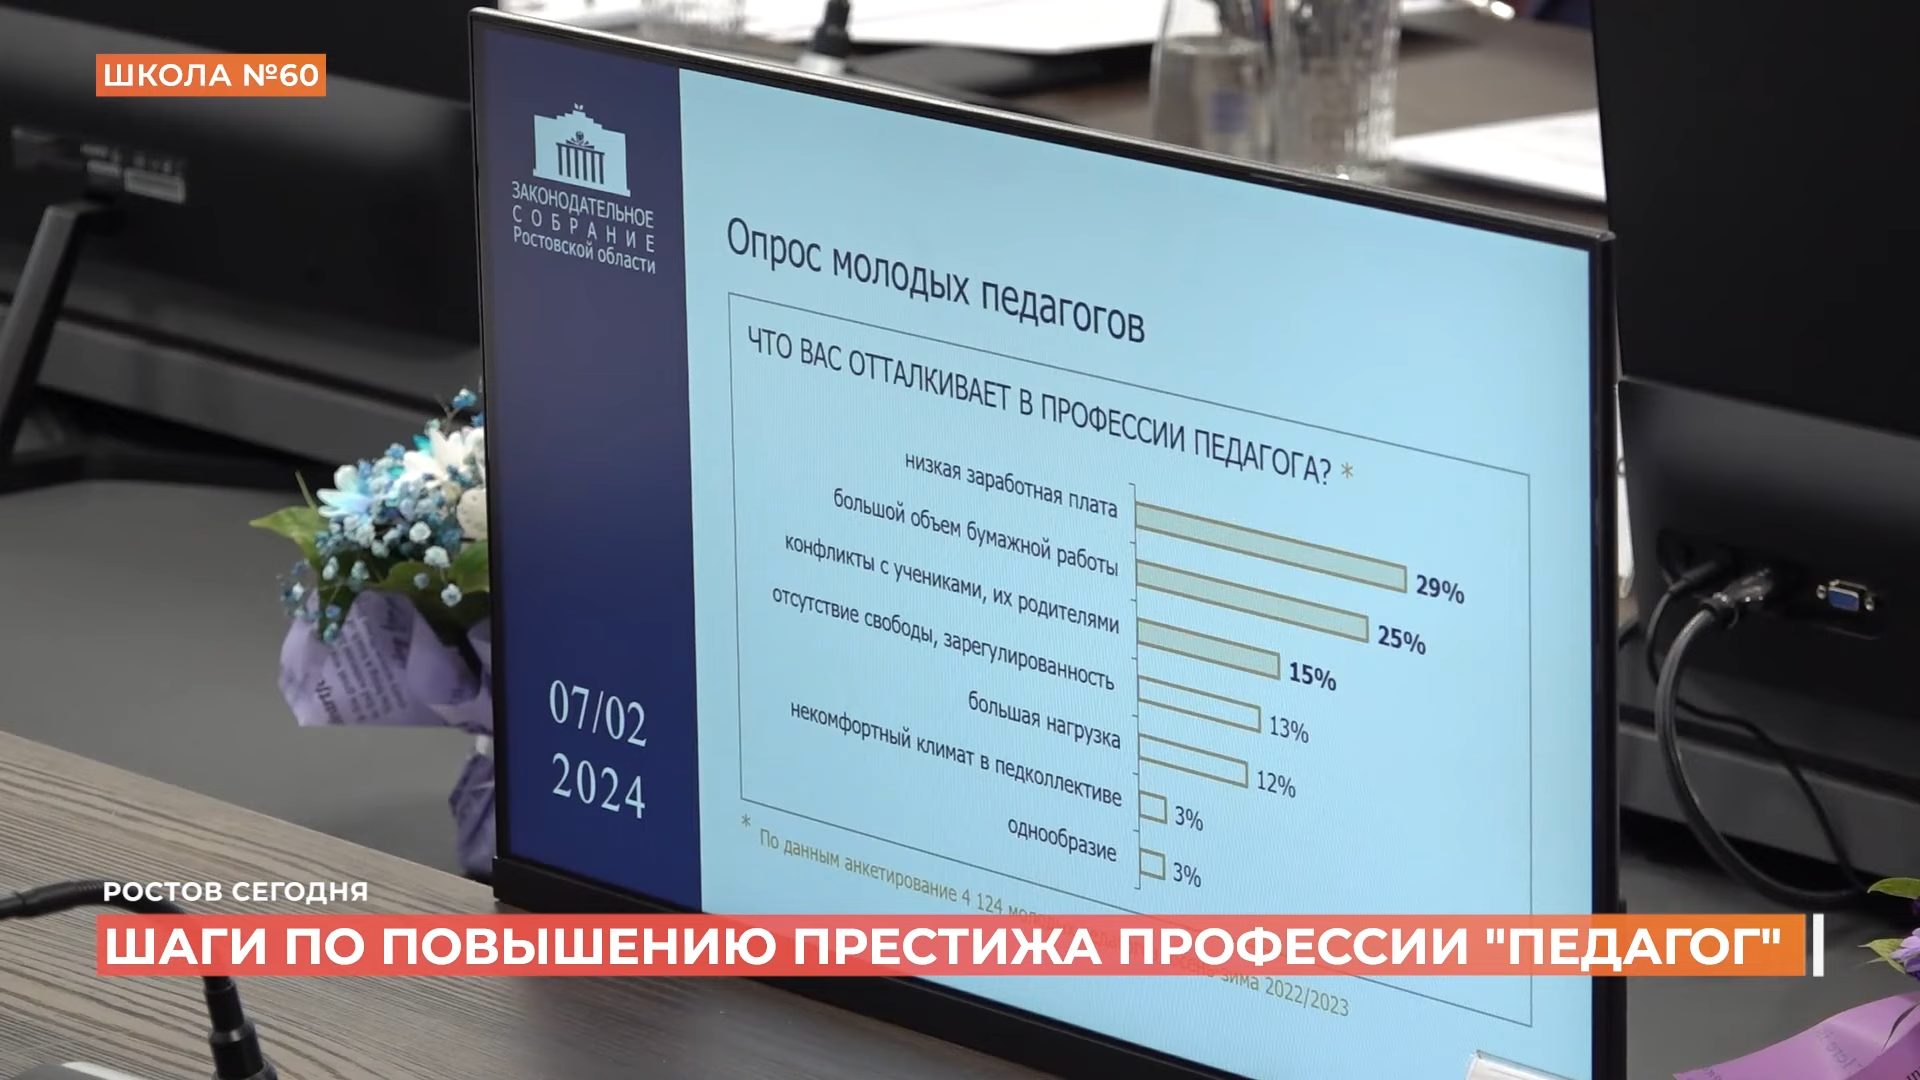 ШКОЛА №60
ЗАКОНОДАТЕЛЬНОЕ
СОБРАНИЕ
Ростовской области
Опрос молодых педагогов
ЧТО ВАС ОТТАЛКИВАЕТ В ПРОФЕССИИ ПЕДАГОГА? *
низкая заработная плата 29%
большой объем бумажной работы 25%
конфликты с учениками, их родителями 15%
отсутствие свободы, зарегулированность 13%
большая нагрузка 12%
некомфортный климат в педколлективе 3%
однообразие 3%
07/02
2024
* По данным анкетирование 4 124 зима 2022/2023
РОСТОВ СЕГОДНЯ
ШАГИ ПО ПОВЫШЕНИЮ ПРЕСТИЖА ПРОФЕССИИ "ПЕДАГОГ"